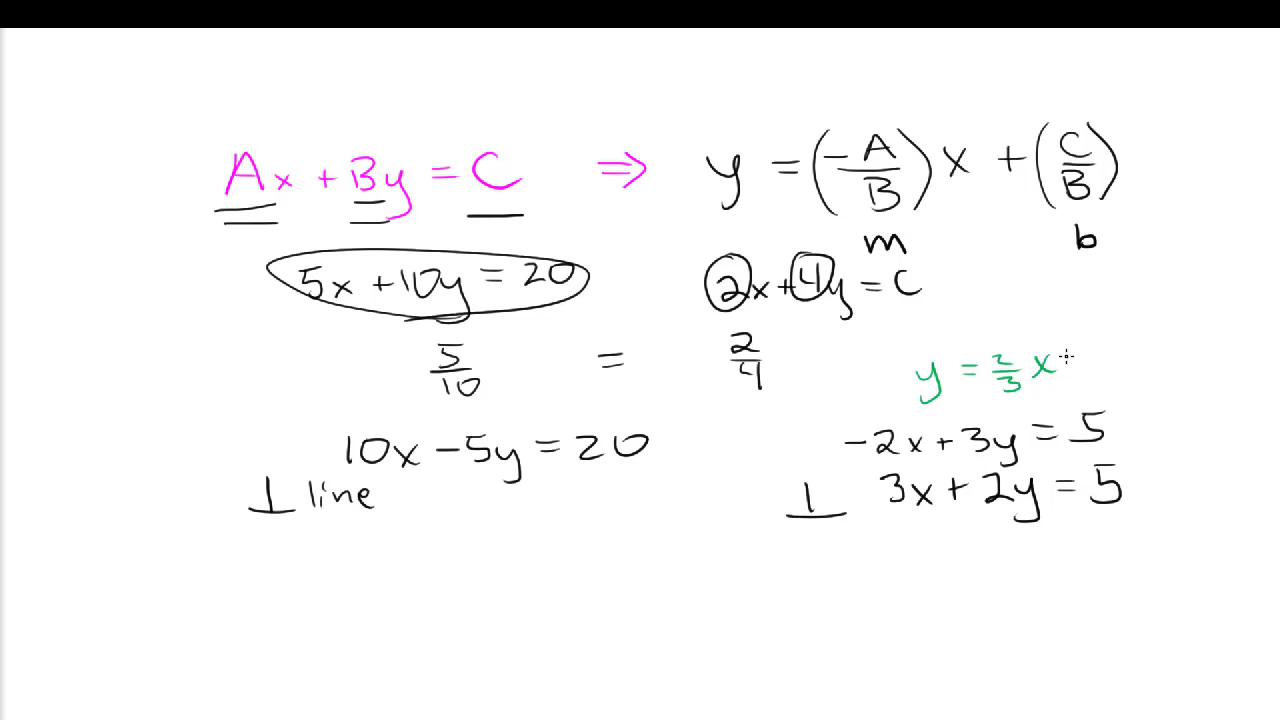 Ax + By = C ⇒ y = (-A/B)x + (C/B)
m b
5x + 10y = 20 2x + 4y = C
5/10 = 2/4
y = 2/3 x
10x - 5y = 20 -2x + 3y = 5
⊥ line ⊥ 3x + 2y = 5